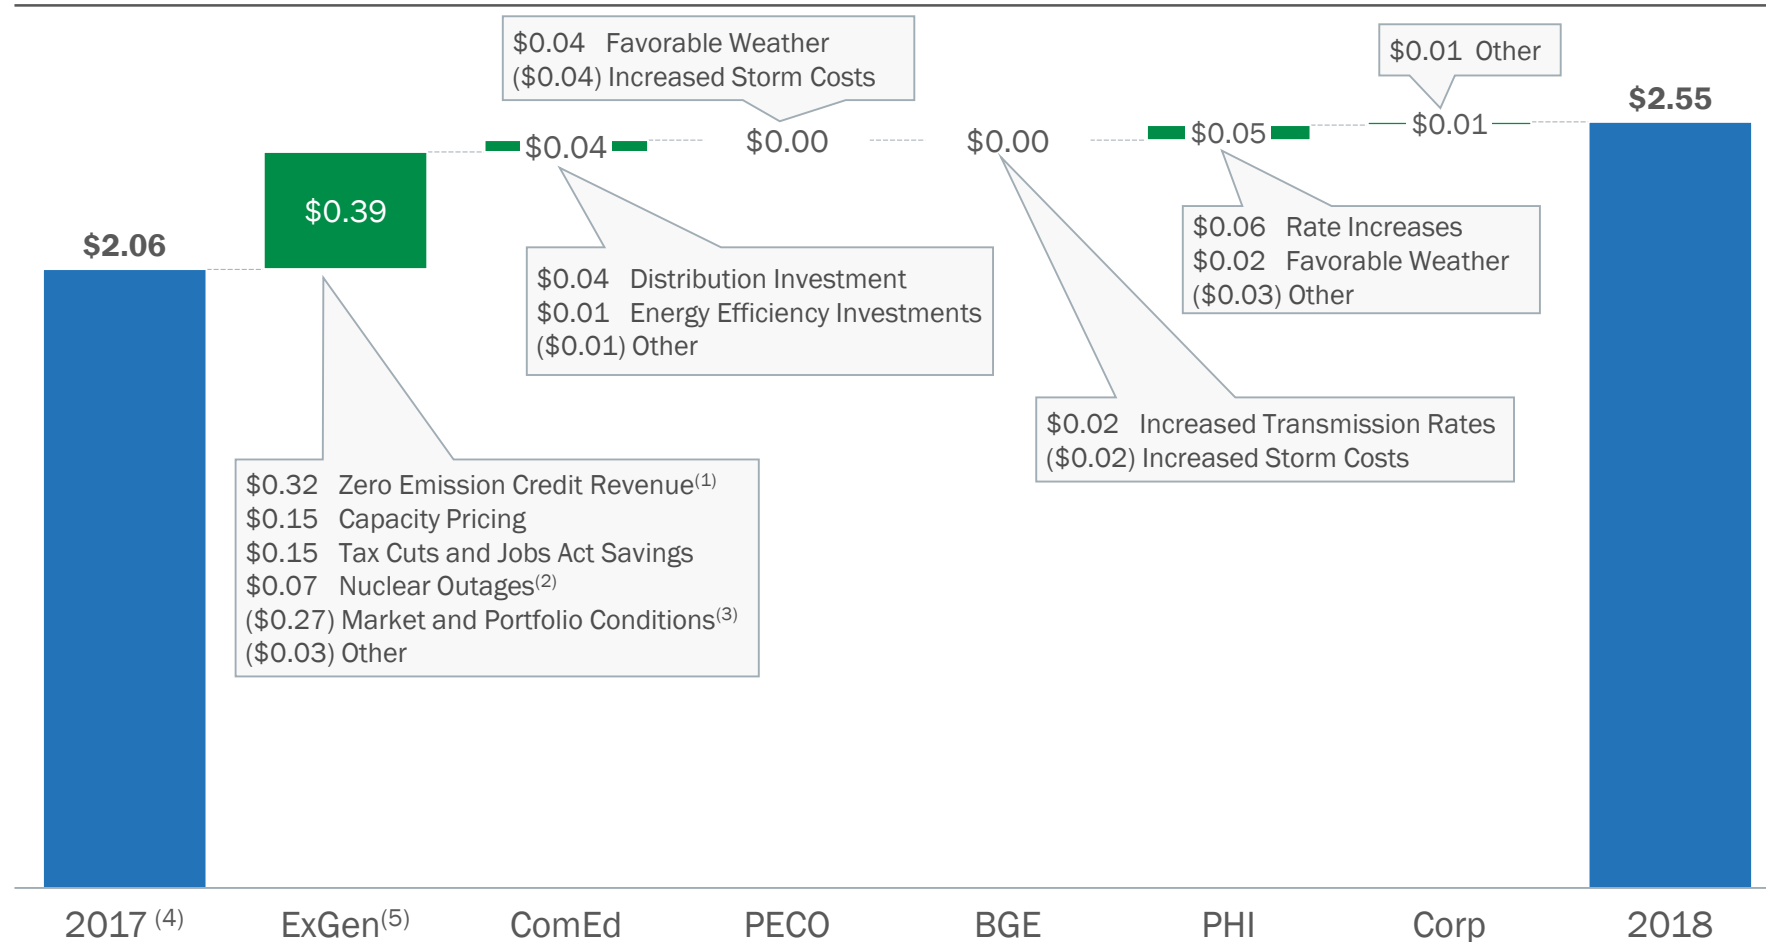 $0.04 Favorable Weather
($0.04) Increased Storm Costs
$0.01 Other
$2.55
$0.04
$0.00
$0.00
$0.05
$0.01
$0.39
$2.06
$0.06 Rate Increases
$0.02 Favorable Weather
($0.03) Other
$0.04 Distribution Investment
$0.01 Energy Efficiency Investments
($0.01) Other
$0.02 Increased Transmission Rates
($0.02) Increased Storm Costs
$0.32 Zero Emission Credit Revenue(1)
$0.15 Capacity Pricing
$0.15 Tax Cuts and Jobs Act Savings
$0.07 Nuclear Outages(2)
($0.27) Market and Portfolio Conditions(3)
($0.03) Other
2017 (4)
ExGen(5)
ComEd
PECO
BGE
PHI
Corp
2018